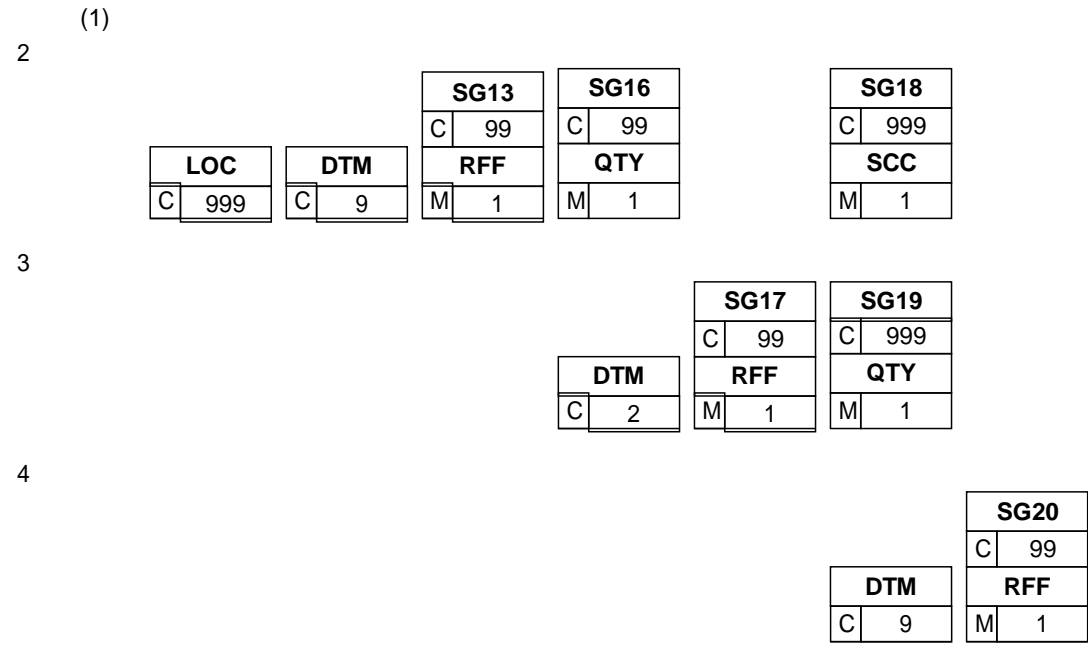 (1)
2
SG13 SG16 SG18
C 99 C 99 C 999
LOC DTM RFF QTY SCC
C 999 C 9 M 1 M 1 M 1
3
SG17 SG19
C 99 C 999
DTM RFF QTY
C 2 M 1 M 1
4
SG20
C 99
DTM RFF
C 9 M 1